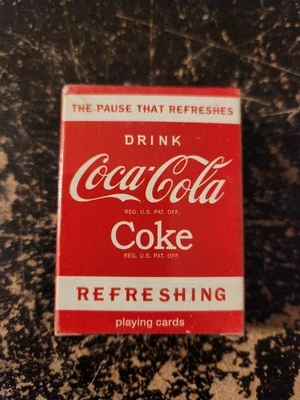 THE PAUSE THAT REFRESHES
DRINK
Coca-Cola
REG. U.S. PAT. OFF.
Coke
REG. U.S. PAT. OFF.
REFRESHING
playing cards